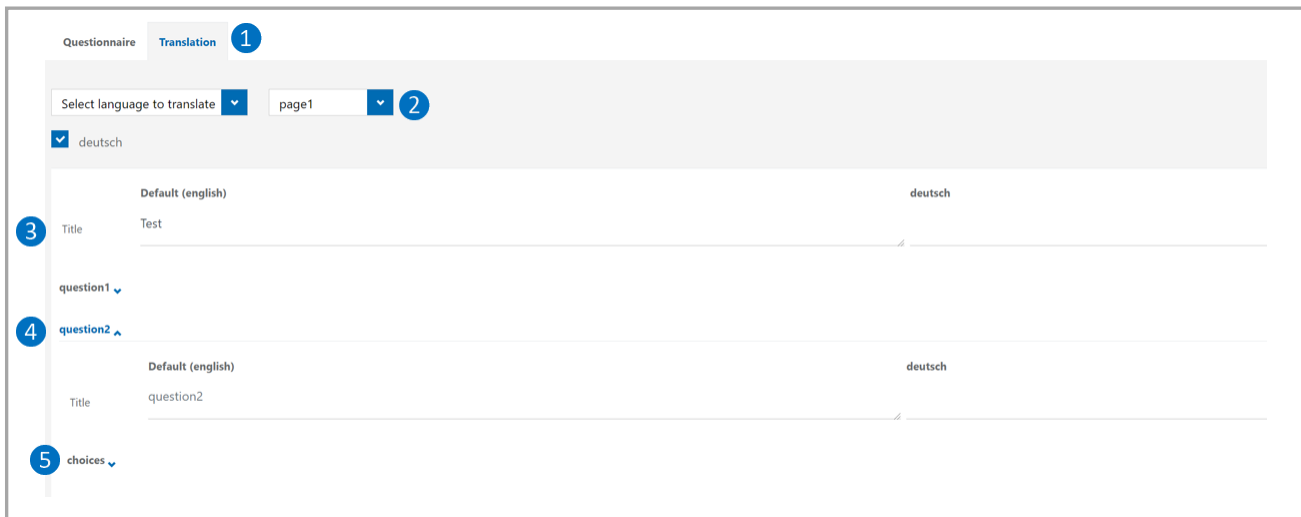 Questionnaire Translation 1
Select language to translate page1 2
deutsch
Default (english) deutsch
3 Title Test
question1
4 question2
Default (english) deutsch
Title question2
5 choices